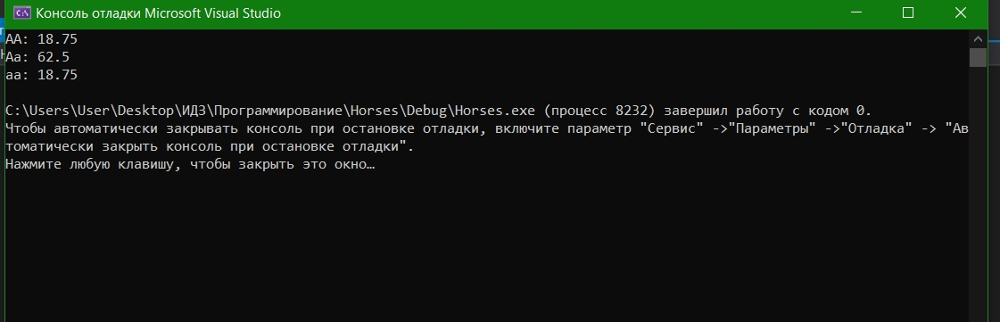 Консоль отладки Microsoft Visual Studio
AA: 18.75
Aa: 62.5
aa: 18.75
C:\Users\User\Desktop\ИДЗ\Программирование\Horses\Debug\Horses.exe (процесс 8232) завершил работу с кодом 0.
Чтобы автоматически закрывать консоль при остановке отладки, включите параметр "Сервис" ->"Параметры" ->"Отладка" -> "Ав
томатически закрыть консоль при остановке отладки".
Нажмите любую клавишу, чтобы закрыть это окно…